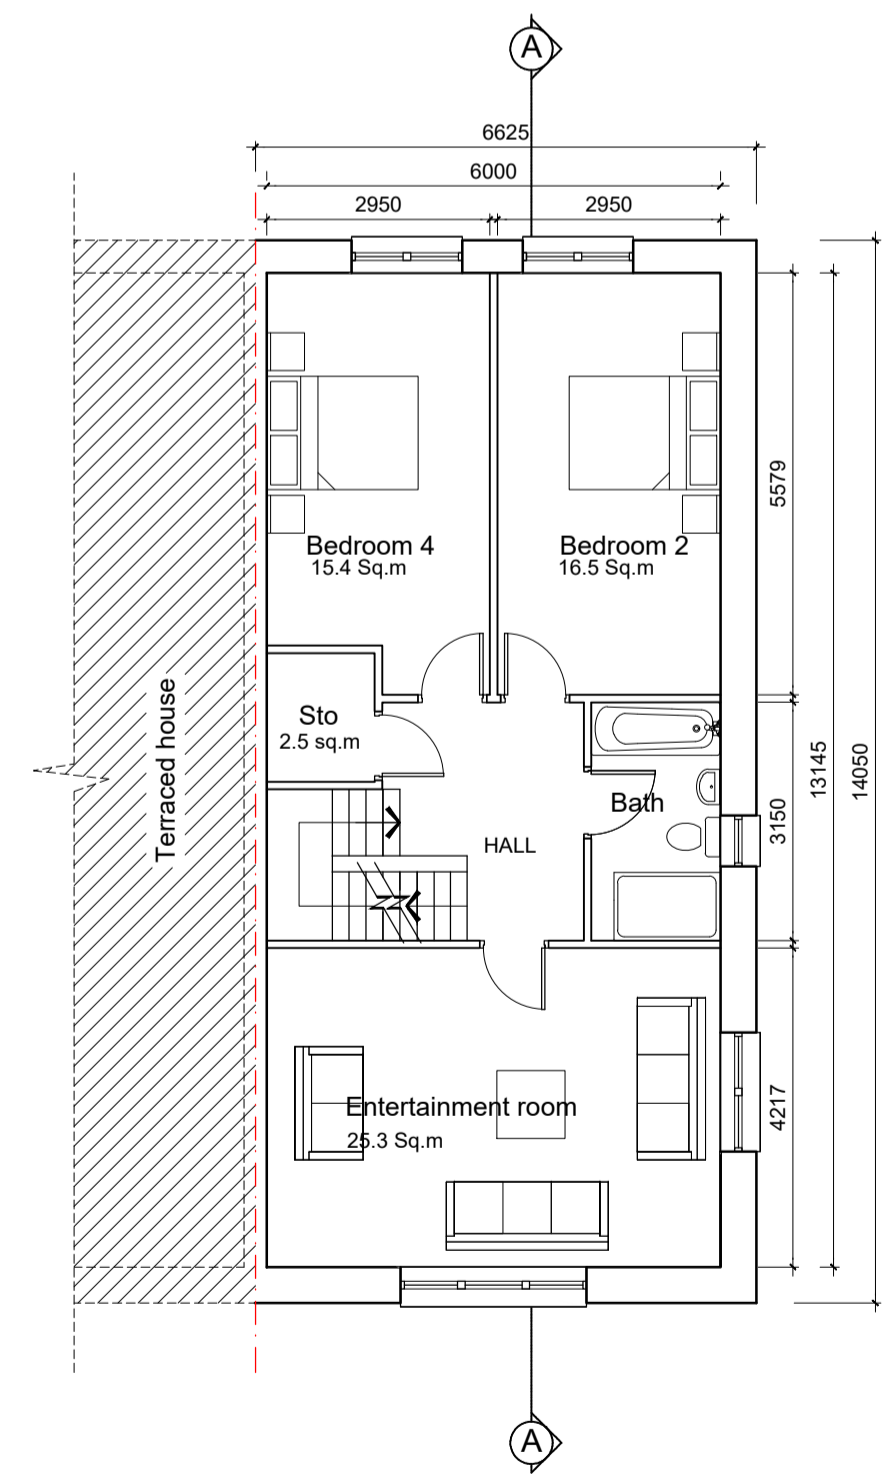 A
6625
6000
2950
2950
Bedroom 4
15.4 Sq.m
Bedroom 2
16.5 Sq.m
5579
Terraced house
Sto
2.5 sq.m
HALL
Bath
3150
13145
14050
Entertainment room
25.3 Sq.m
4217
A